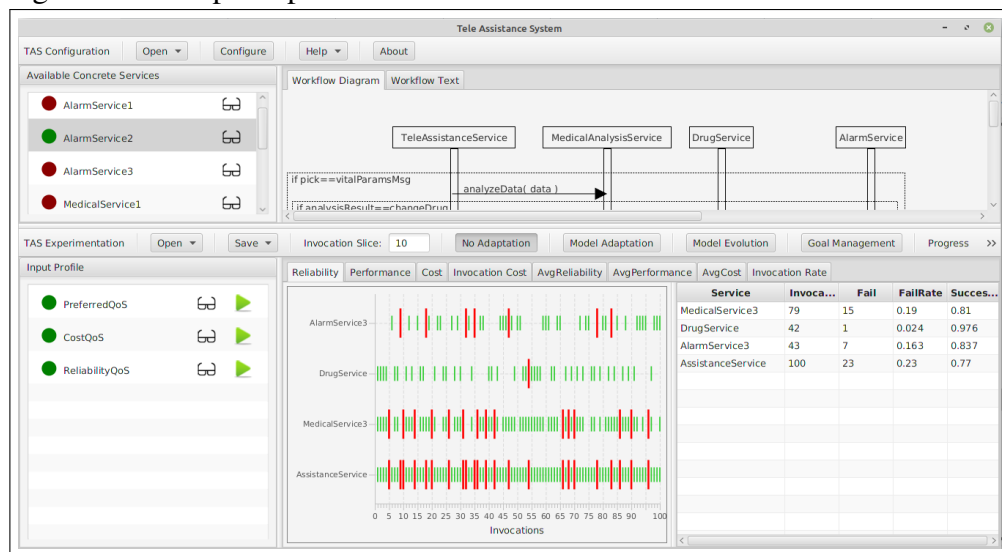 Tele Assistance System
TAS Configuration Open Configure Help About
Available Concrete Services
AlarmService1
AlarmService2
AlarmService3
MedicalService1
Workflow Diagram Workflow Text
TeleAssistanceService MedicalAnalysisService DrugService AlarmService
if pick==vitalParamsMsg
analyzeData( data )
if analysisResult==changeDrug
TAS Experimentation Open Save Invocation Slice: 10 No Adaptation Model Adaptation Model Evolution Goal Management Progress >>
Input Profile
PreferredQoS
CostQoS
ReliabilityQoS
Reliability Performance Cost Invocation Cost AvgReliability AvgPerformance AvgCost Invocation Rate
AlarmService3
DrugService
MedicalService3
AssistanceService
0 5 10 15 20 25 30 35 40 45 50 55 60 65 70 75 80 85 90 100
Invocations
Service Invoca... Fail FailRate Succes...
MedicalService3 79 15 0.19 0.81
DrugService 42 1 0.024 0.976
AlarmService3 43 7 0.163 0.837
AssistanceService 100 23 0.23 0.77